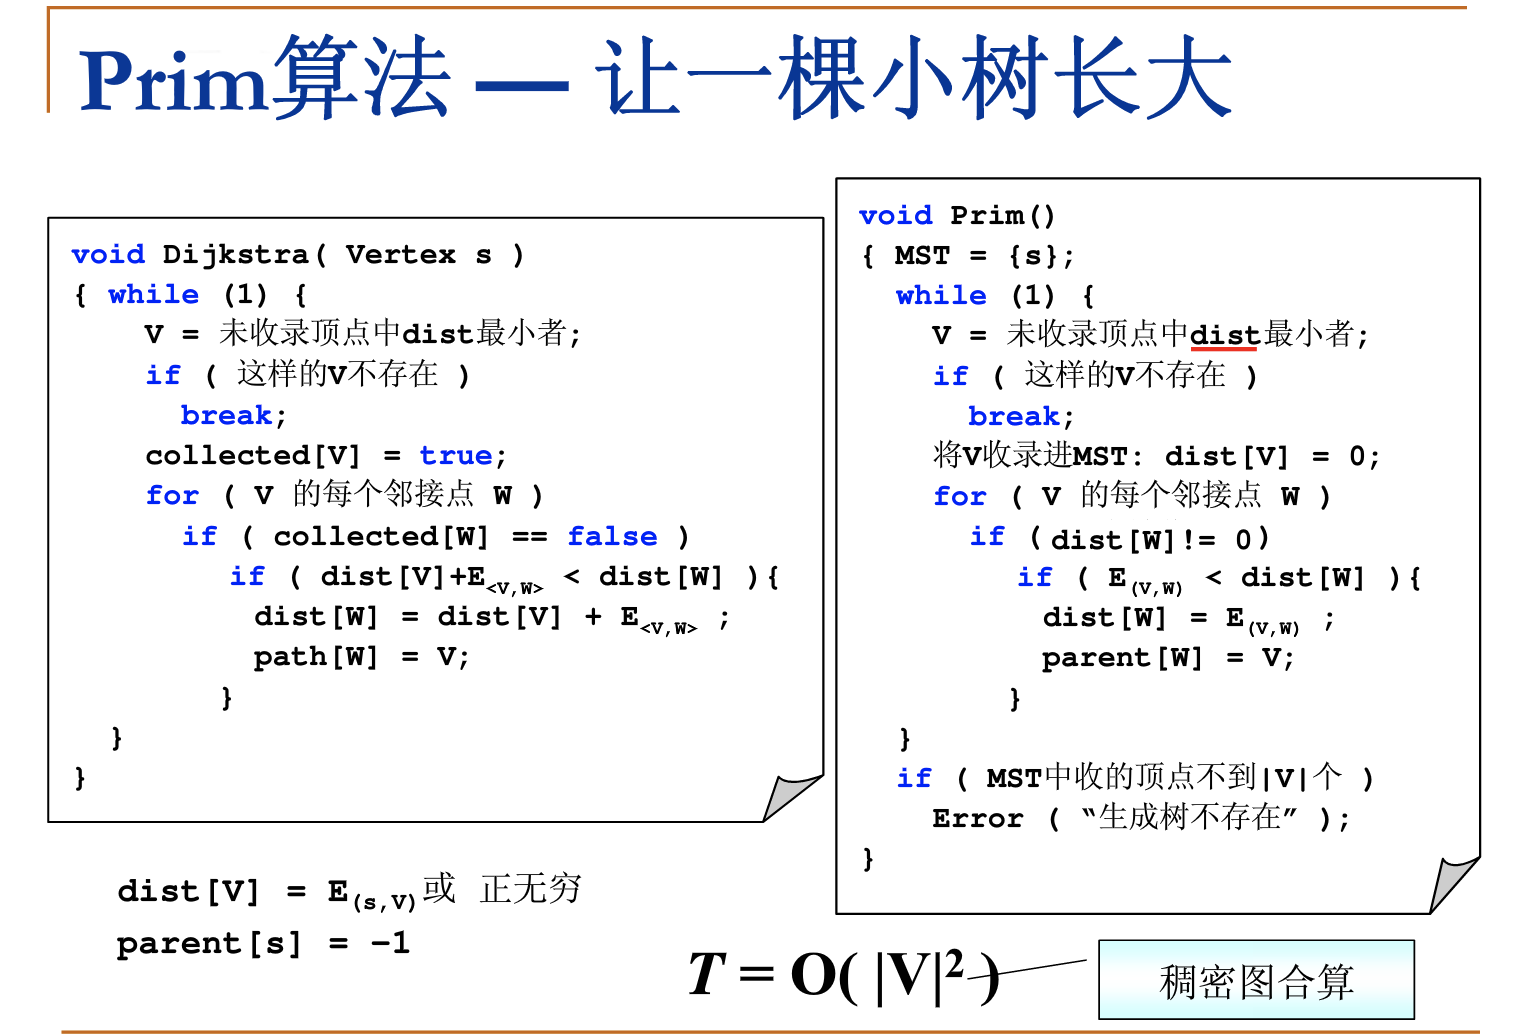 Prim算法 — 让一棵小树长大
void Dijkstra( Vertex s )
{ while (1) {
V = 未收录顶点中dist最小者;
if ( 这样的V不存在 )
break;
collected[V] = true;
for ( V 的每个邻接点 W )
if ( collected[W] == false )
if ( dist[V]+E<V,W> < dist[W] ){
dist[W] = dist[V] + E<V,W> ;
path[W] = V;
}
}
}
void Prim()
{ MST = {s};
while (1) {
V = 未收录顶点中dist最小者;
if ( 这样的V不存在 )
break;
将V收录进MST: dist[V] = 0;
for ( V 的每个邻接点 W )
if ( dist[W]!= 0)
if ( E(V,W) < dist[W] ){
dist[W] = E(V,W) ;
parent[W] = V;
}
}
if ( MST中收的顶点不到|V|个 )
Error ( “生成树不存在” );
}
dist[V] = E(s,V)或 正无穷
parent[s] = –1
T = O( |V|² )
稠密图合算